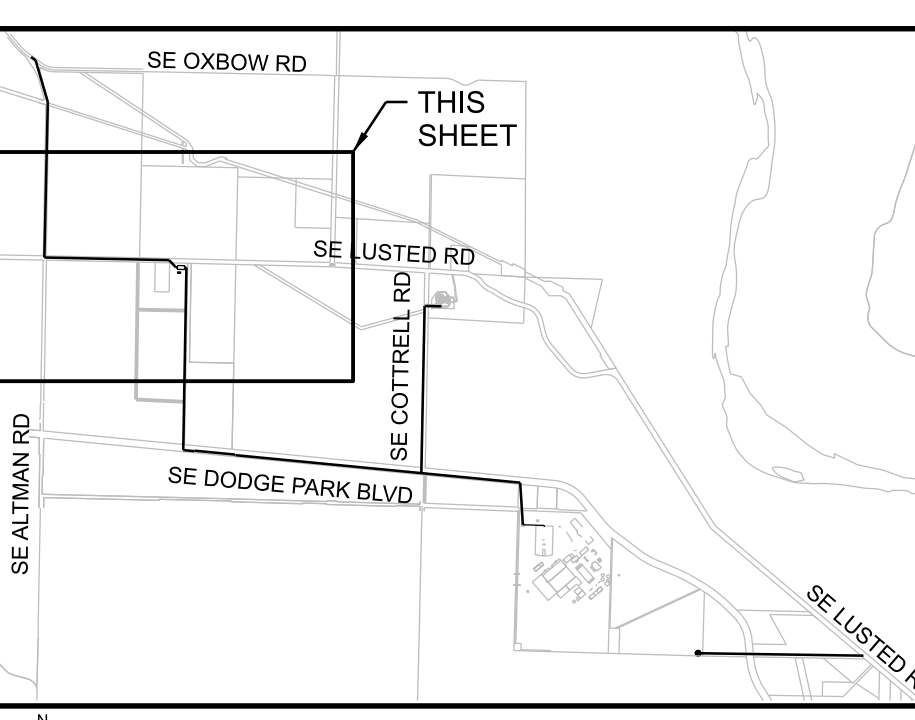 SE OXBOW RD
THIS
SHEET
SE LUSTED RD
SE COTTRELL RD
SE ALTMAN RD
SE DODGE PARK BLVD
SE LUSTED R
N